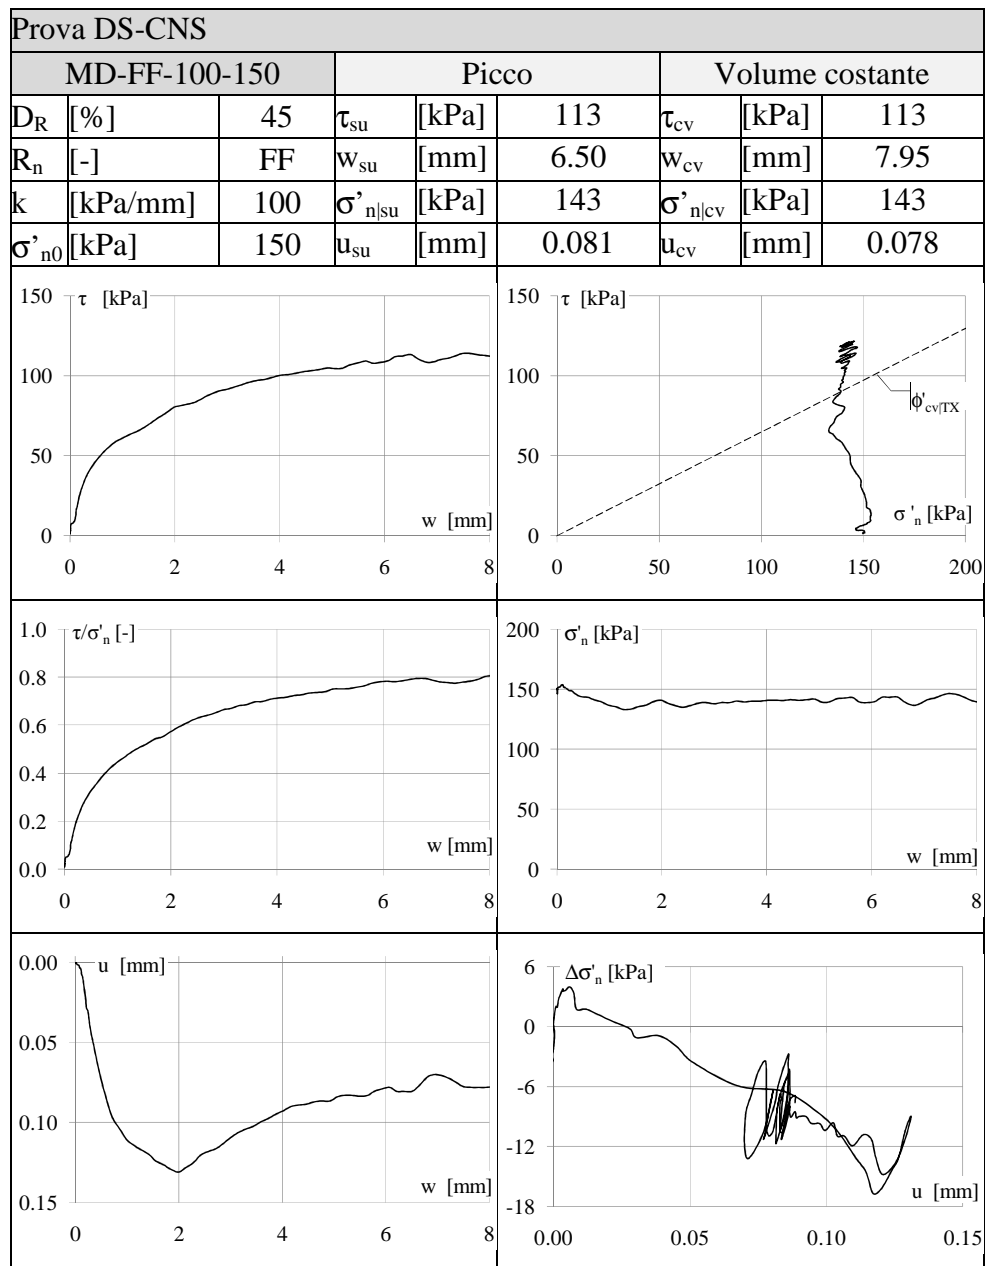 Prova DS-CNS
MD-FF-100-150 Picco Volume costante
D_R [%] 45 τ_su [kPa] 113 τ_cv [kPa] 113
R_n [-] FF w_su [mm] 6.50 w_cv [mm] 7.95
k [kPa/mm] 100 σ'_n|su [kPa] 143 σ'_n|cv [kPa] 143
σ'_n0 [kPa] 150 u_su [mm] 0.081 u_cv [mm] 0.078
150 τ [kPa]
100
50
w [mm]
0
0 2 4 6 8
150 τ [kPa]
100
ϕ'_cv|TX
50
σ'_n [kPa]
0
0 50 100 150 200
1.0 τ/σ'_n [-]
0.8
0.6
0.4
0.2
w [mm]
0.0
0 2 4 6 8
200 σ'_n [kPa]
150
100
50
w [mm]
0
0 2 4 6 8
0.00 u [mm]
0.05
0.10
w [mm]
0.15
0 2 4 6 8
6 Δσ'_n [kPa]
0
-6
-12
u [mm]
-18
0.00 0.05 0.10 0.15